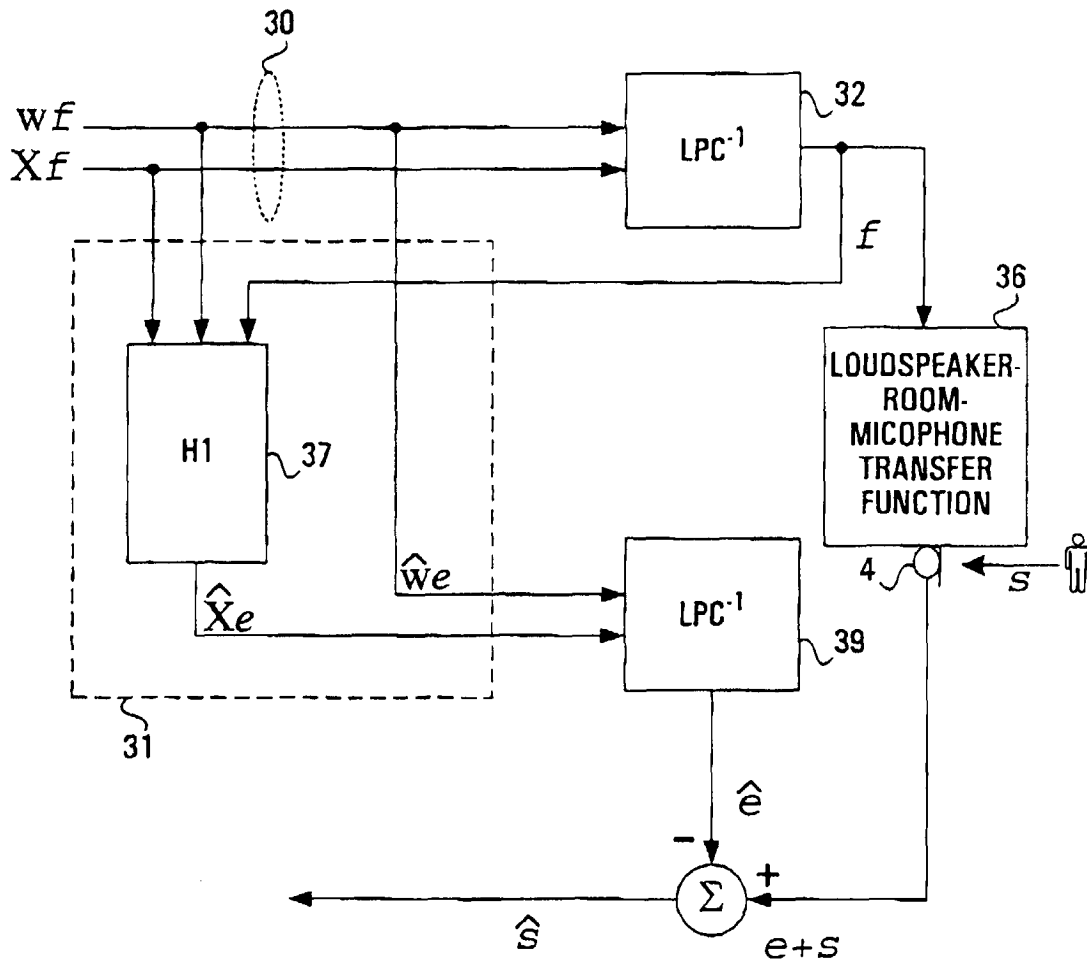 30
wf
Xf
32
LPC⁻¹
f
36
LOUDSPEAKER-
ROOM-
MICOPHONE
TRANSFER
FUNCTION
H1
37
4
s
ŵe
X̂e
LPC⁻¹
39
31
ê
-
+
Σ
ŝ
e+s